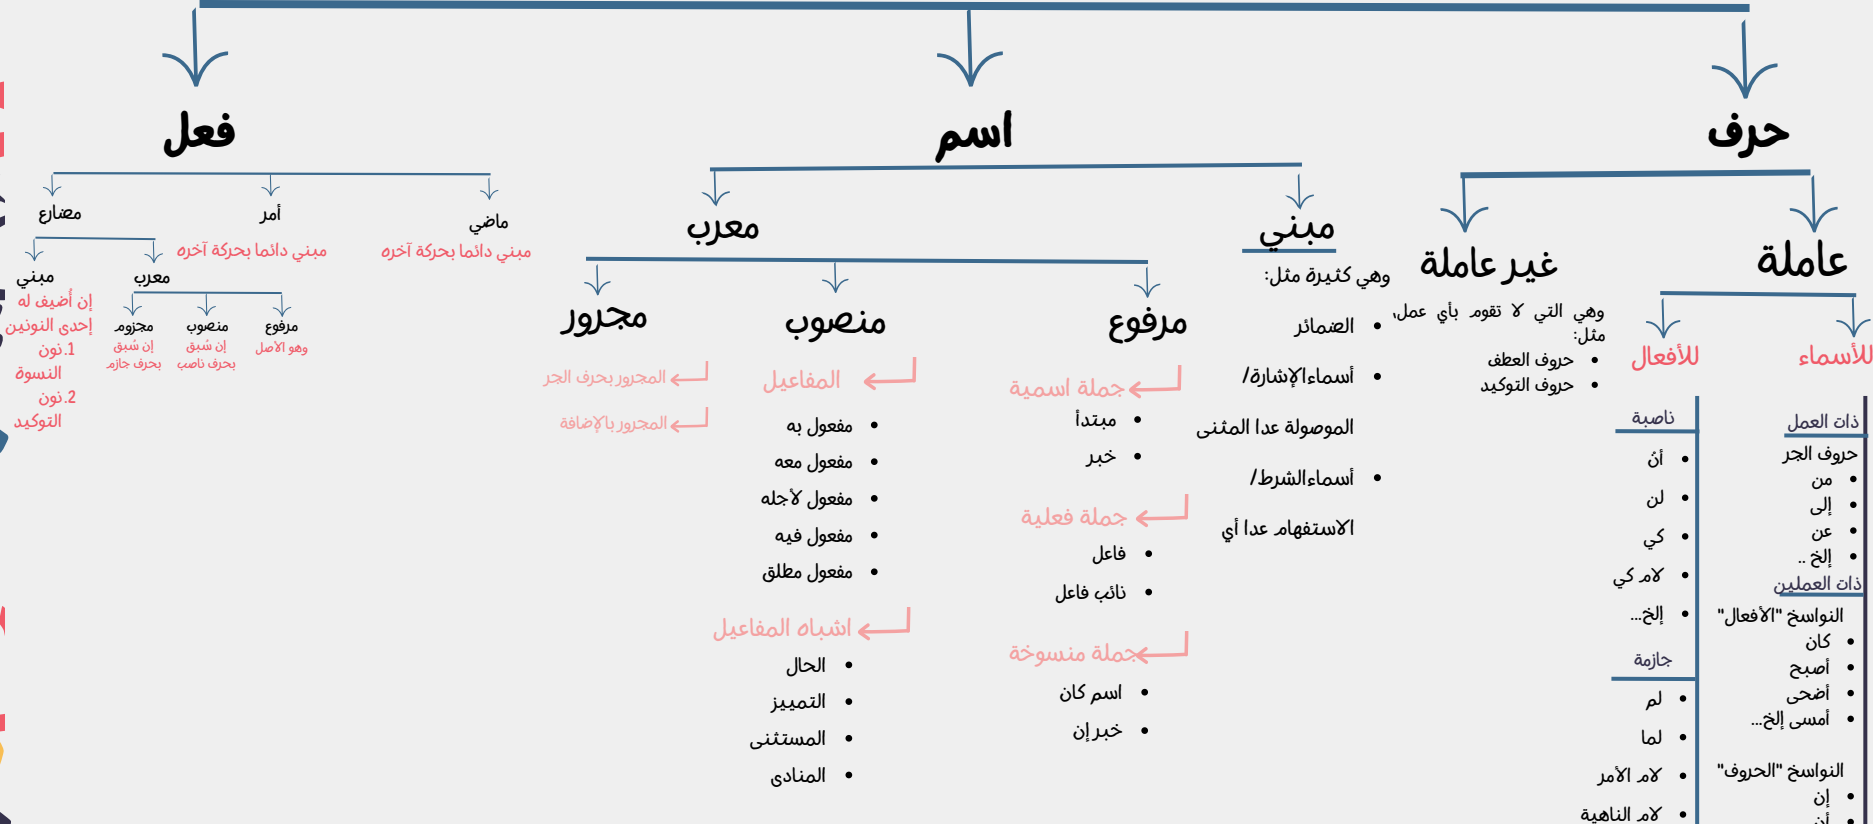 حرف
اسم
فعل
عاملة
غير عاملة
للأسماء
للأفعال
ذات العمل
حروف الجر
من
إلى
عن
إلخ ..
ذات العملين
النواسخ "الأفعال"
كان
أصبح
أضحى
أمسى إلخ...
النواسخ "الحروف"
إن
أن
ناصبة
أن
لن
كي
لام كي
إلخ...
جازمة
لم
لما
لام الأمر
لام الناهية
وهي التي لا تقوم بأي عمل،
مثل:
حروف العطف
حروف التوكيد
مبني
وهي كثيرة مثل:
الضمائر
أسماءالإشارة/
الموصولة عدا المثنى
أسماءالشرط/
الاستفهام عدا أي
معرب
مرفوع
جملة اسمية
مبتدأ
خبر
جملة فعلية
فاعل
نائب فاعل
جملة منسوخة
اسم كان
خبر إن
منصوب
المفاعيل
مفعول به
مفعول معه
مفعول لأجله
مفعول فيه
مفعول مطلق
اشباه المفاعيل
الحال
التمييز
المستثنى
المنادى
مجرور
المجرور بحرف الجر
المجرور بالإضافة
ماضي
مبني دائما بحركة آخره
أمر
مبني دائما بحركة آخره
مضارع
معرب
مرفوع
وهو الأصل
منصوب
إن سُبق
بحرف ناصب
مجزوم
إن سُبق
بحرف جازم
مبني
إن أُضيف له
إحدى النونين
1.نون
النسوة
2.نون
التوكيد